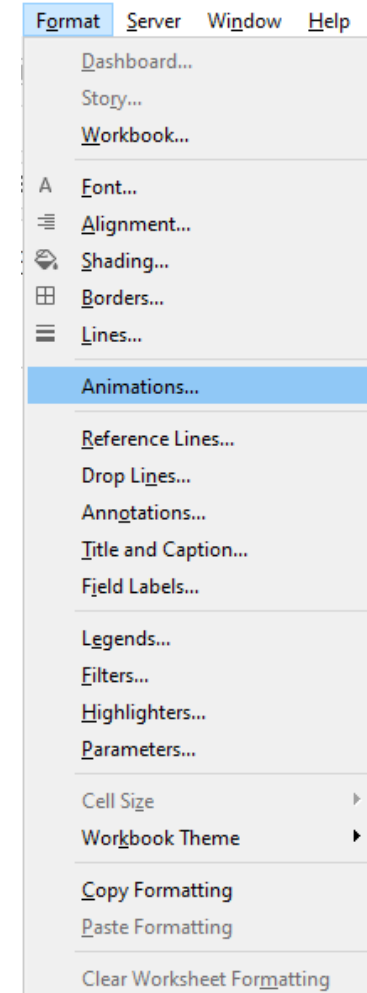 Format Server Window Help
Dashboard...
Story...
Workbook...
A Font...
Alignment...
Shading...
Borders...
Lines...
Animations...
Reference Lines...
Drop Lines...
Annotations...
Title and Caption...
Field Labels...
Legends...
Filters...
Highlighters...
Parameters...
Cell Size
Workbook Theme
Copy Formatting
Paste Formatting
Clear Worksheet Formatting